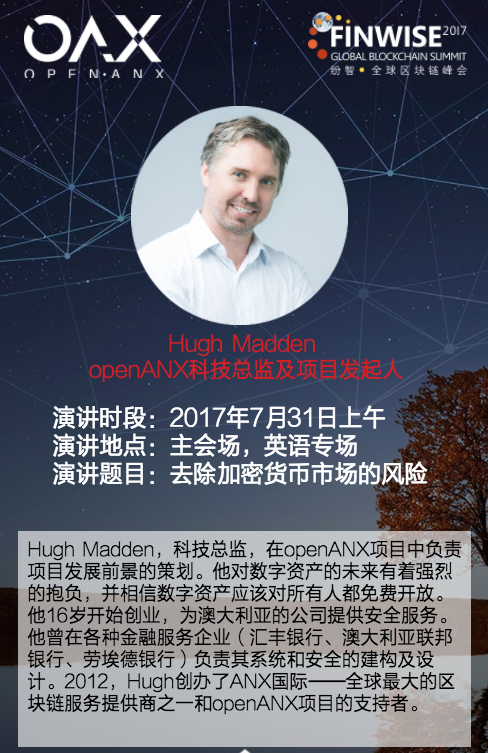 OAX
OPEN·ANX
FINWISE 2017
GLOBAL BLOCKCHAIN SUMMIT
纷智·全球区块链峰会
Hugh Madden
openANX科技总监及项目发起人
演讲时段：2017年7月31日上午
演讲地点：主会场，英语专场
演讲题目：去除加密货币市场的风险
Hugh Madden，科技总监，在openANX项目中负责
项目发展前景的策划。他对数字资产的未来有着强烈
的抱负，并相信数字资产应该对所有人都免费开放。
他16岁开始创业，为澳大利亚的公司提供安全服务。
他曾在各种金融服务企业（汇丰银行、澳大利亚联邦
银行、劳埃德银行）负责其系统和安全的建构及设
计。2012，Hugh创办了ANX国际——全球最大的区
块链服务提供商之一和openANX项目的支持者。